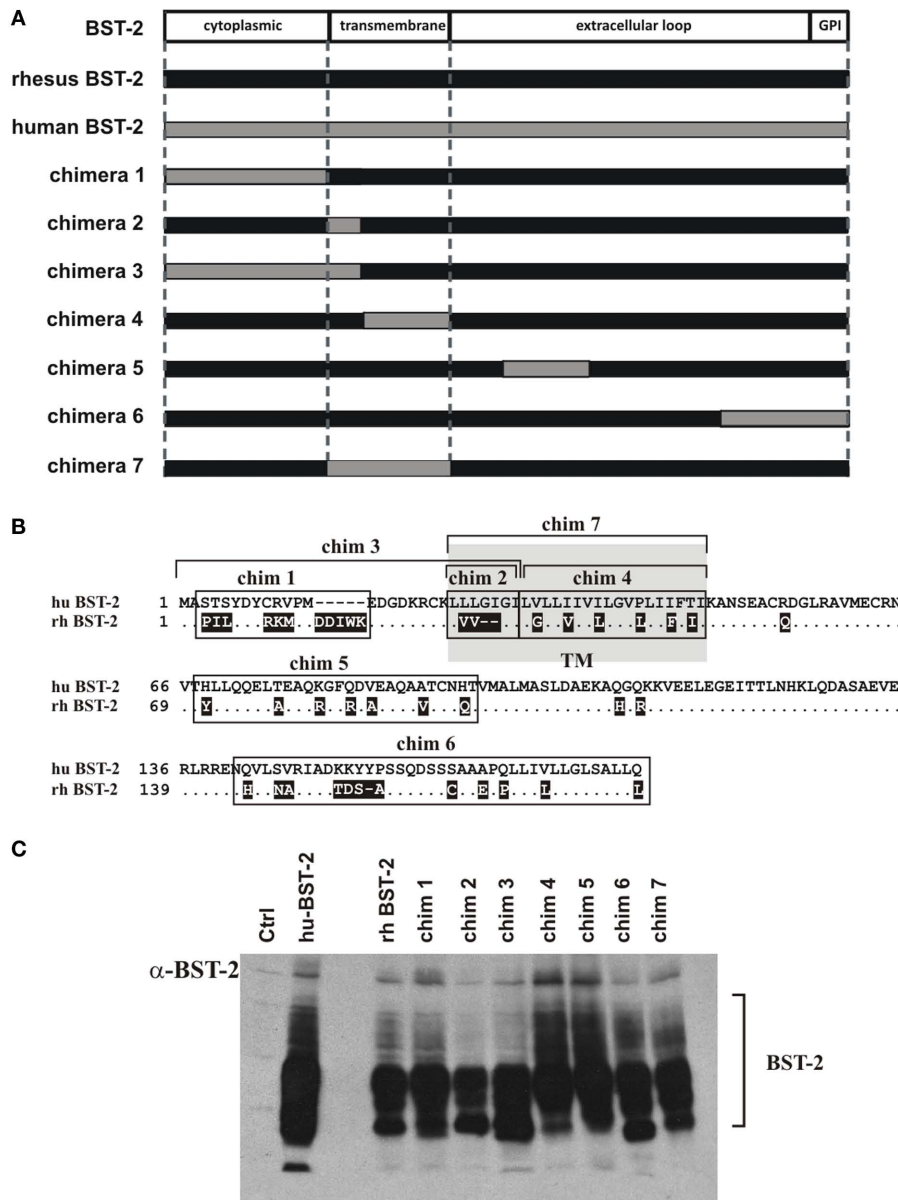 A
BST-2
cytoplasmic transmembrane extracellular loop GPI
rhesus BST-2
human BST-2
chimera 1
chimera 2
chimera 3
chimera 4
chimera 5
chimera 6
chimera 7
B
chim 7
chim 3
chim 1 chim 2 chim 4
hu BST-2 1 MASTSYDYCRVPM-----EDGDKRCKLLLGIGILVLLIIVILGVPLIIFTIKANSEACRDGLRAVMECRN
rh BST-2 1 ..PIL...RKM..DDIWK.........VV--...G..V..L...L..F.I........Q...........
chim 5 TM
hu BST-2 66 VTHLLQQELTEAQKGFQDVEAQAATCNHTVMALMASLDAEKAQGQKKVEELEGEITTLNHKLQDASAEVE
rh BST-2 69 ..Y......A...R..R.A....V...Q..............H.R.........................
chim 6
hu BST-2 136 RLRRENQVLSVRIADKKYYPSSQDSSSAAAPQLLIVLLGLSALLQ
rh BST-2 139 ......H..NA....TDS-A......C..E.P...L........L
C
Ctrl hu-BST-2 rh BST-2 chim 1 chim 2 chim 3 chim 4 chim 5 chim 6 chim 7
α-BST-2
BST-2